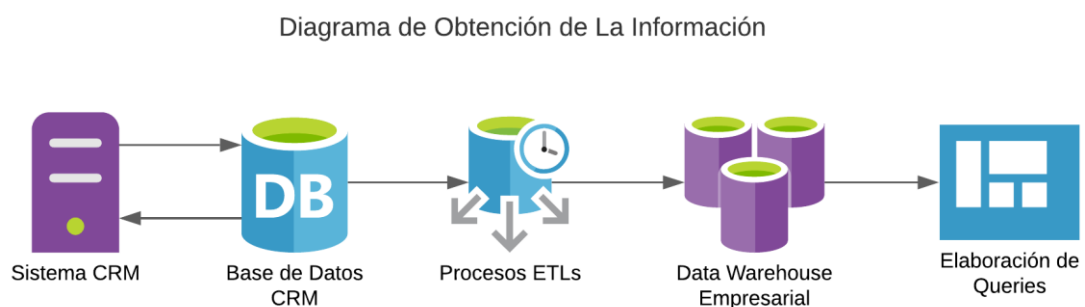 Diagrama de Obtención de La Información
DB
Sistema CRM
Base de Datos
CRM
Procesos ETLs
Data Warehouse
Empresarial
Elaboración de
Queries